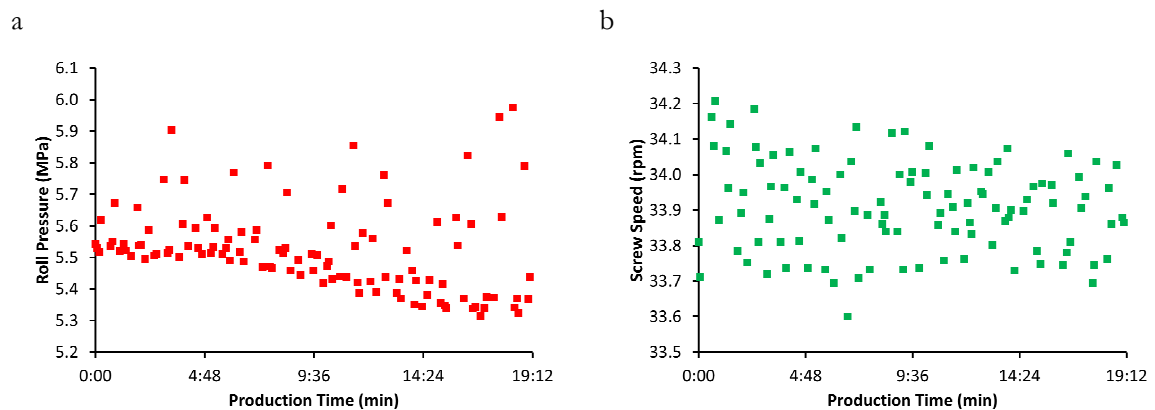 a
6.1
6.0
5.9
5.8
5.7
5.6
5.5
5.4
5.3
5.2
Roll Pressure (MPa)
0:00 4:48 9:36 14:24 19:12
Production Time (min)
b
34.3
34.2
34.1
34.0
33.9
33.8
33.7
33.6
33.5
Screw Speed (rpm)
0:00 4:48 9:36 14:24 19:12
Production Time (min)